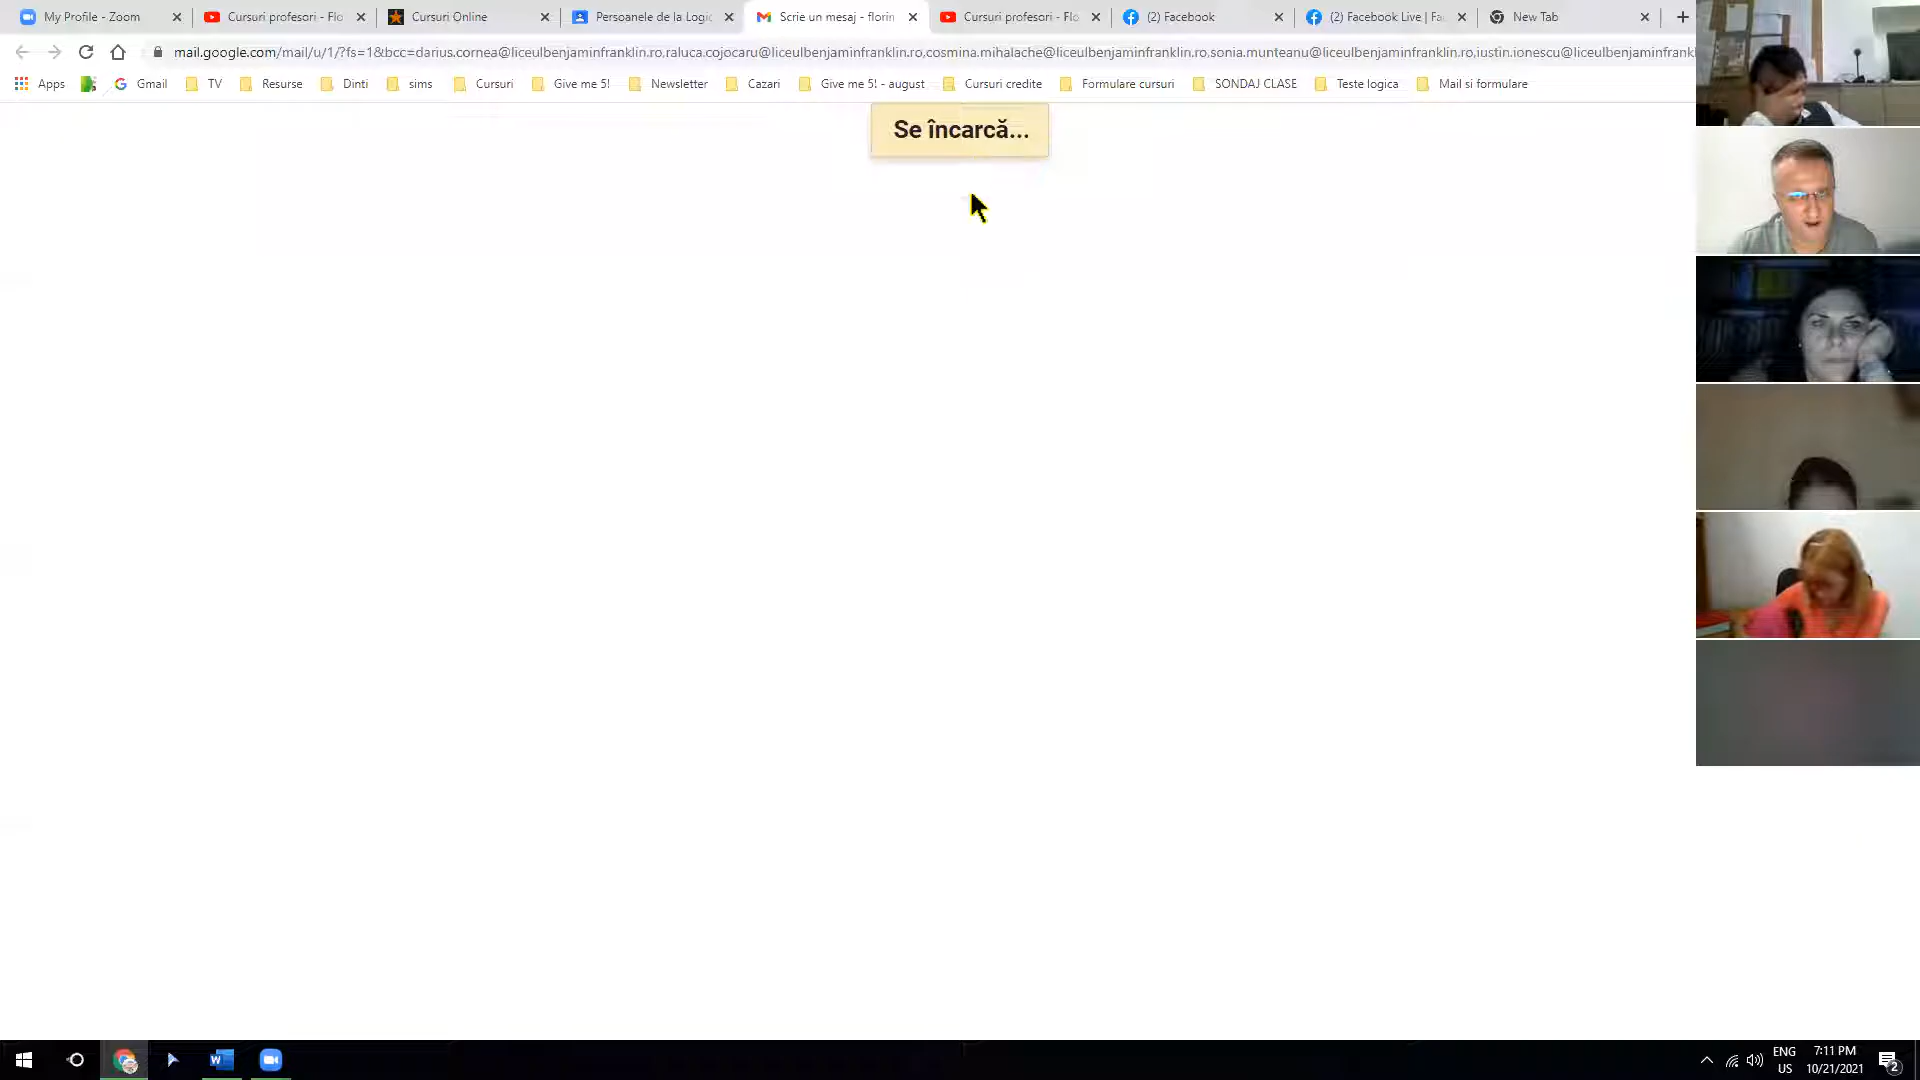 My Profile - Zoom
Cursuri profesori - Flo
Cursuri Online
Persoanele de la Logic
Scrie un mesaj - florin
Cursuri profesori - Flo
(2) Facebook
(2) Facebook Live | Fa
New Tab
mail.google.com/mail/u/1/?fs=1&bcc=darius.cornea@liceulbenjaminfranklin.ro,raluca.cojocaru@liceulbenjaminfranklin.ro,cosmina.mihalache@liceulbenjaminfranklin.ro,sonia.munteanu@liceulbenjaminfranklin.ro,iustin.ionescu@liceulbenjaminfrankl
Apps
Gmail
TV
Resurse
Dinti
sims
Cursuri
Give me 5!
Newsletter
Cazari
Give me 5! - august
Cursuri credite
Formulare cursuri
SONDAJ CLASE
Teste logica
Mail si formulare
Se încarcă...
ENG
US
7:11 PM
10/21/2021
2